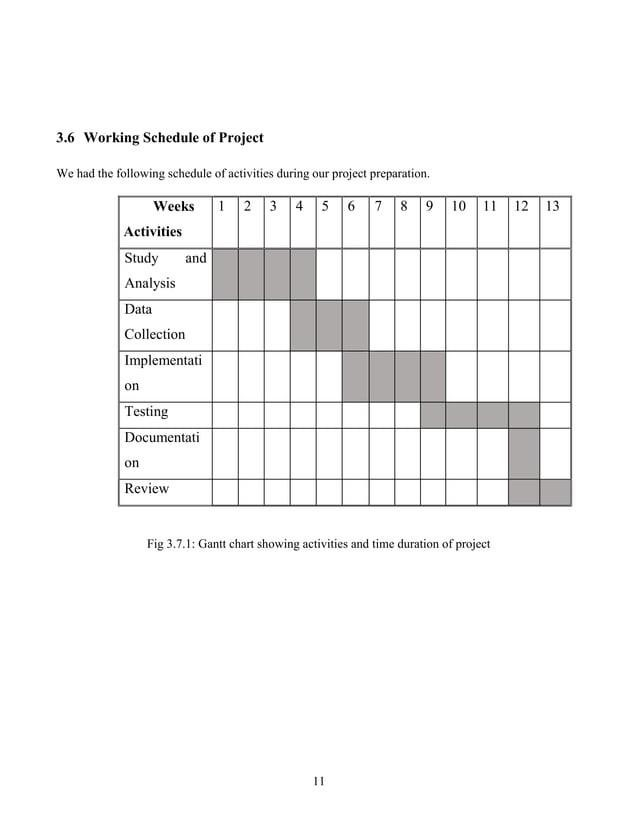 3.6 Working Schedule of Project
We had the following schedule of activities during our project preparation.
Weeks 1 2 3 4 5 6 7 8 9 10 11 12 13
Activities
Study and
Analysis
Data
Collection
Implementati
on
Testing
Documentati
on
Review
Fig 3.7.1: Gantt chart showing activities and time duration of project
11